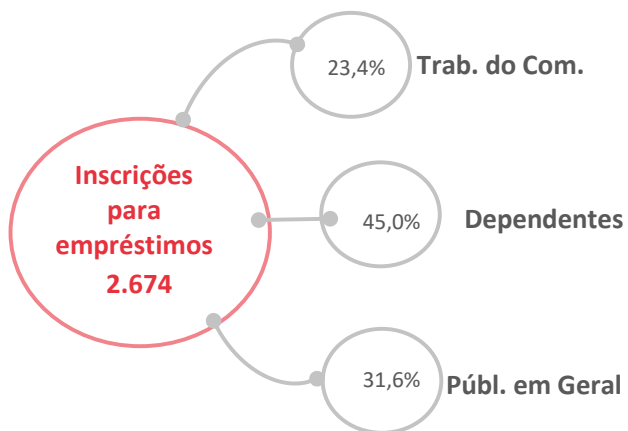 Inscrições
para
empréstimos
2.674
23,4%
Trab. do Com.
45,0%
Dependentes
31,6%
Públ. em Geral